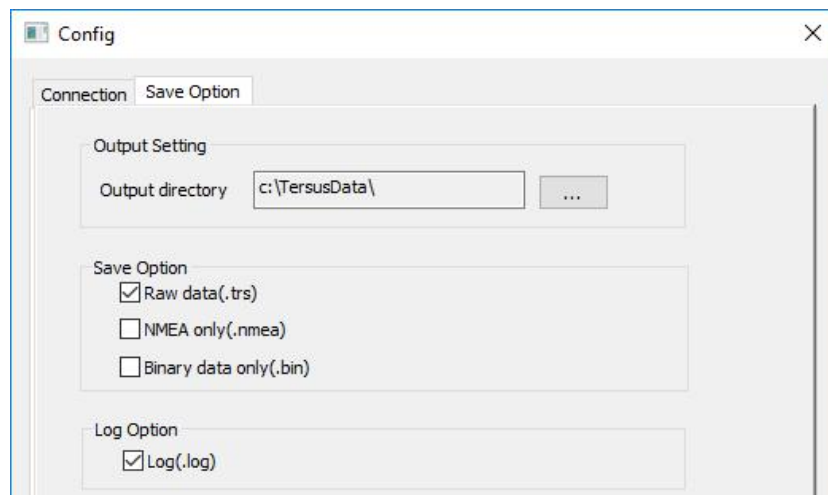 Config
Connection Save Option
Output Setting
Output directory c:\TersusData\ ...
Save Option
Raw data(.trs)
NMEA only(.nmea)
Binary data only(.bin)
Log Option
Log(.log)